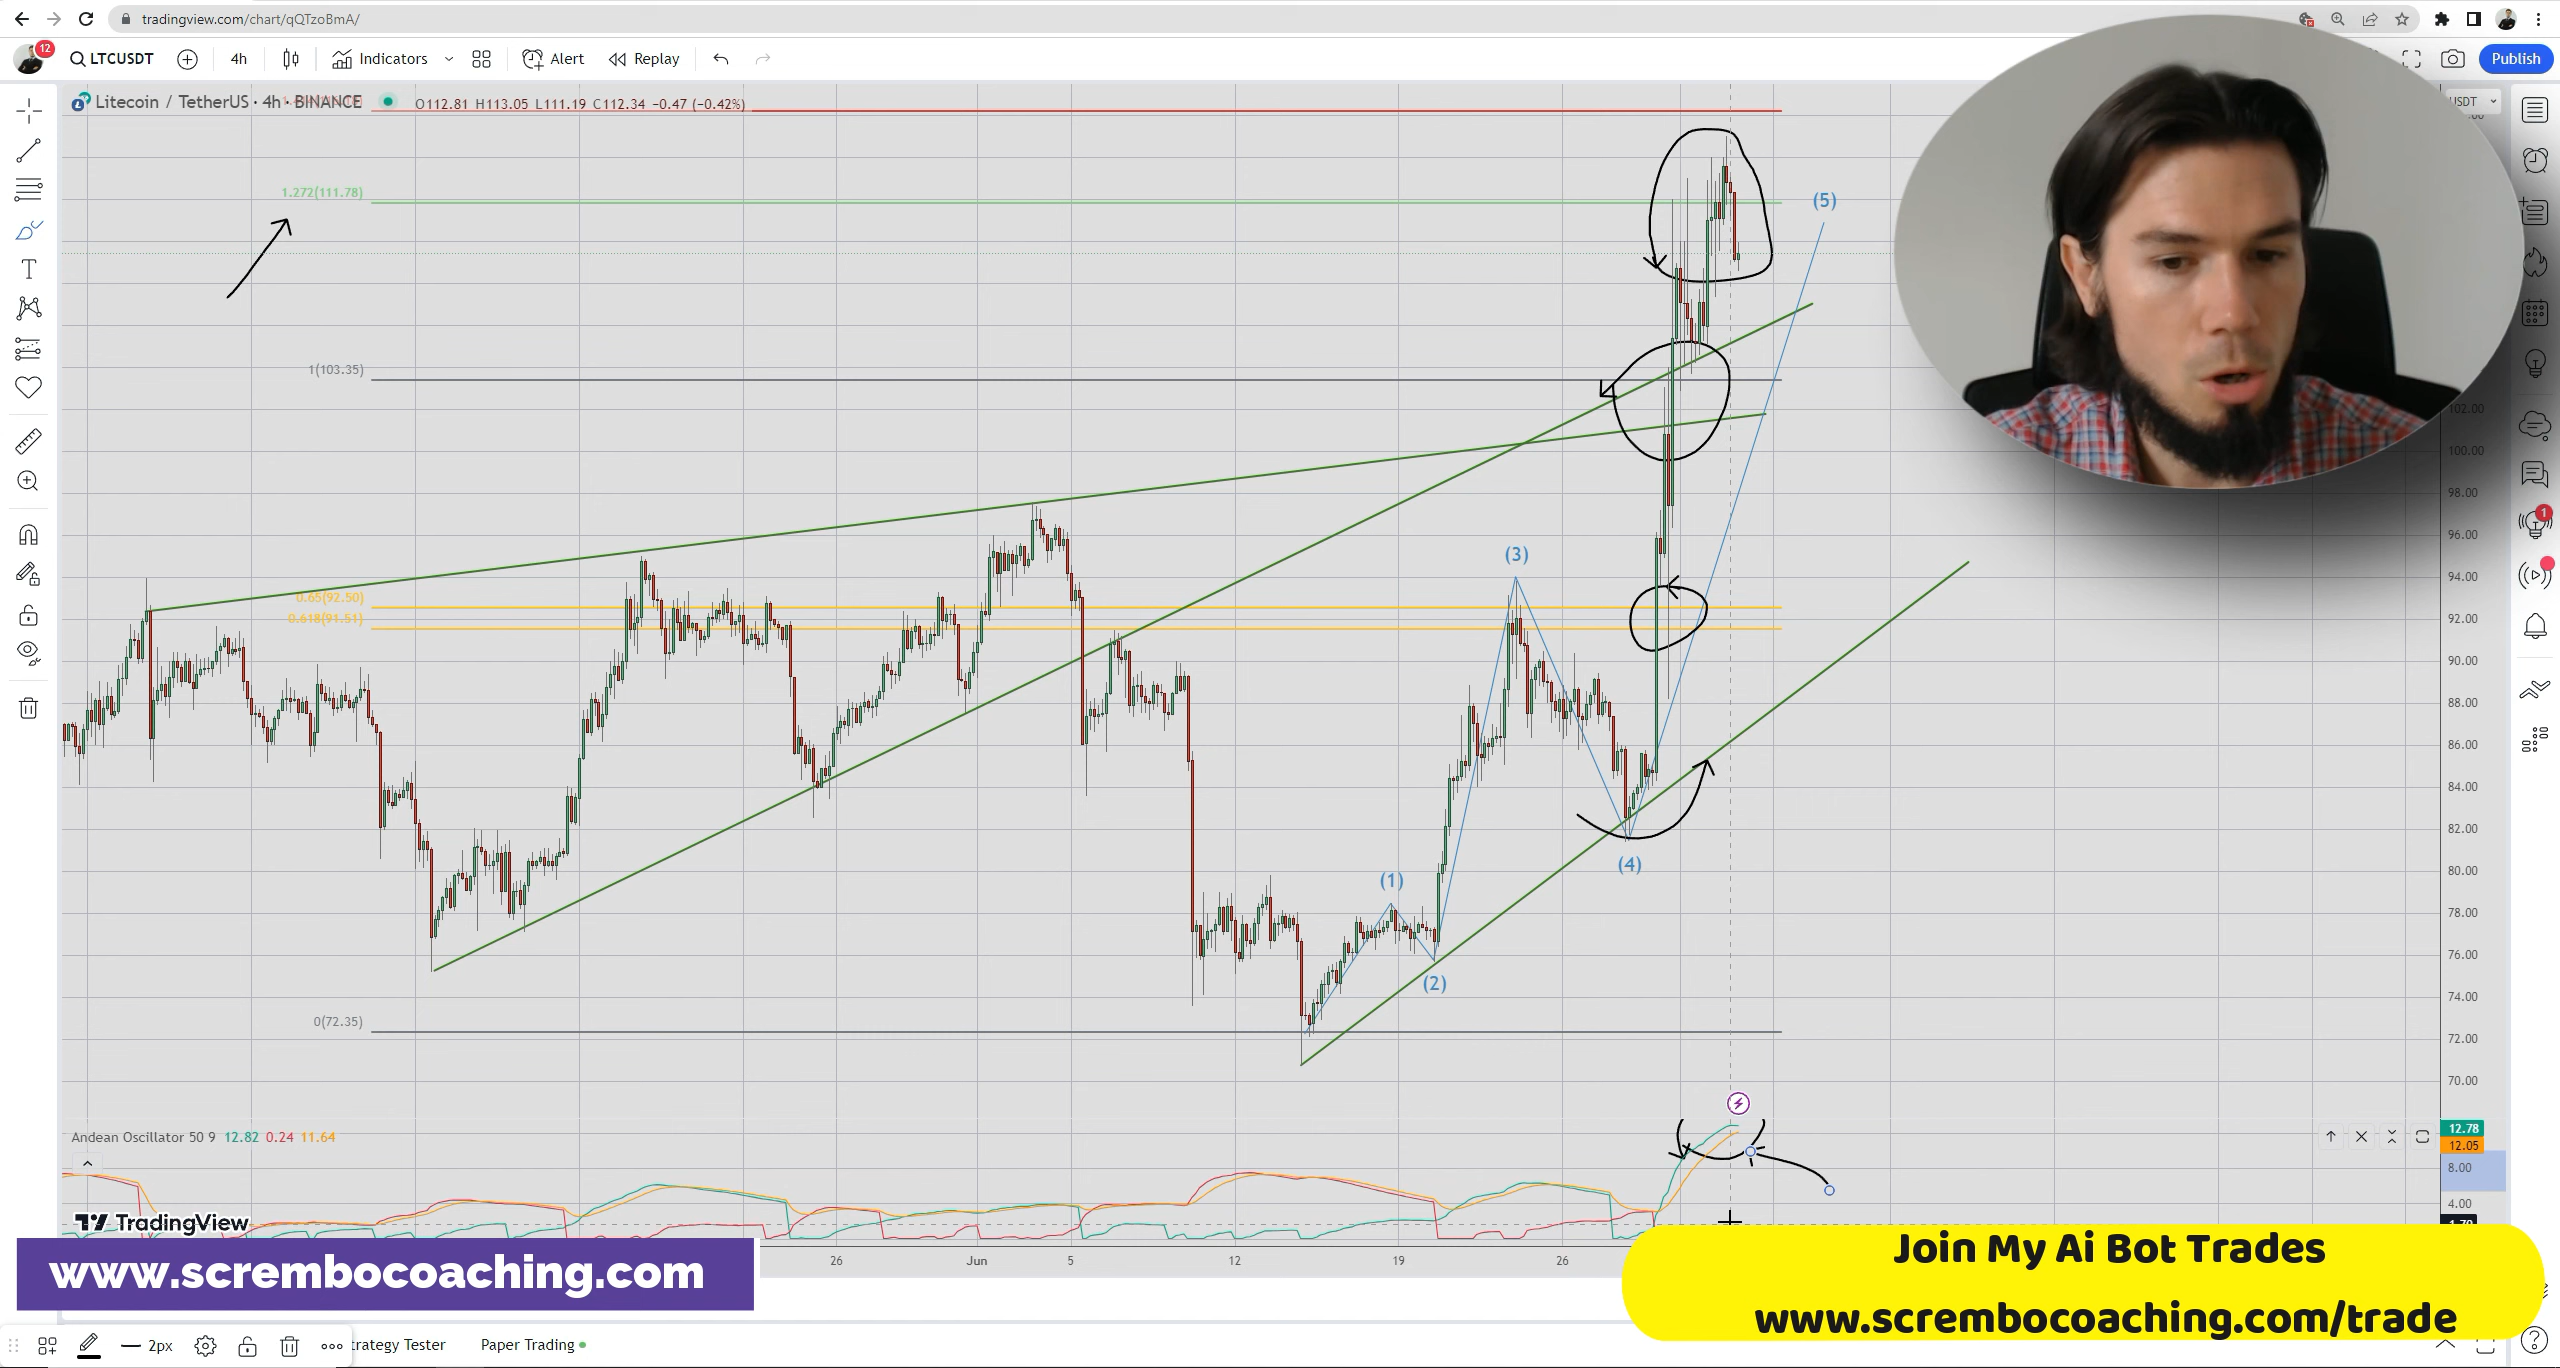 tradingview.com/chart/qQTzoBmA/
12
LTCUSDT
4h
Indicators
Alert
Replay
Publish
Litecoin / TetherUS · 4h · BINANCE
O112.81 H113.05 L111.19 C112.34 −0.47 (−0.42%)
1.272(111.78)
(5)
1(103.35)
102.00
100.00
98.00
96.00
(3)
94.00
0.65(92.50)
0.618(91.51)
92.00
90.00
88.00
86.00
84.00
82.00
(4)
(1)
80.00
78.00
76.00
(2)
74.00
0(72.35)
72.00
70.00
1
Andean Oscillator 50 9 12.82 0.24 11.64
12.78
12.05
8.00
4.00
TradingView
26
Jun
5
12
19
26
www.scrembocoaching.com
Join My Ai Bot Trades
www.scrembocoaching.com/trade
2px
trategy Tester
Paper Trading